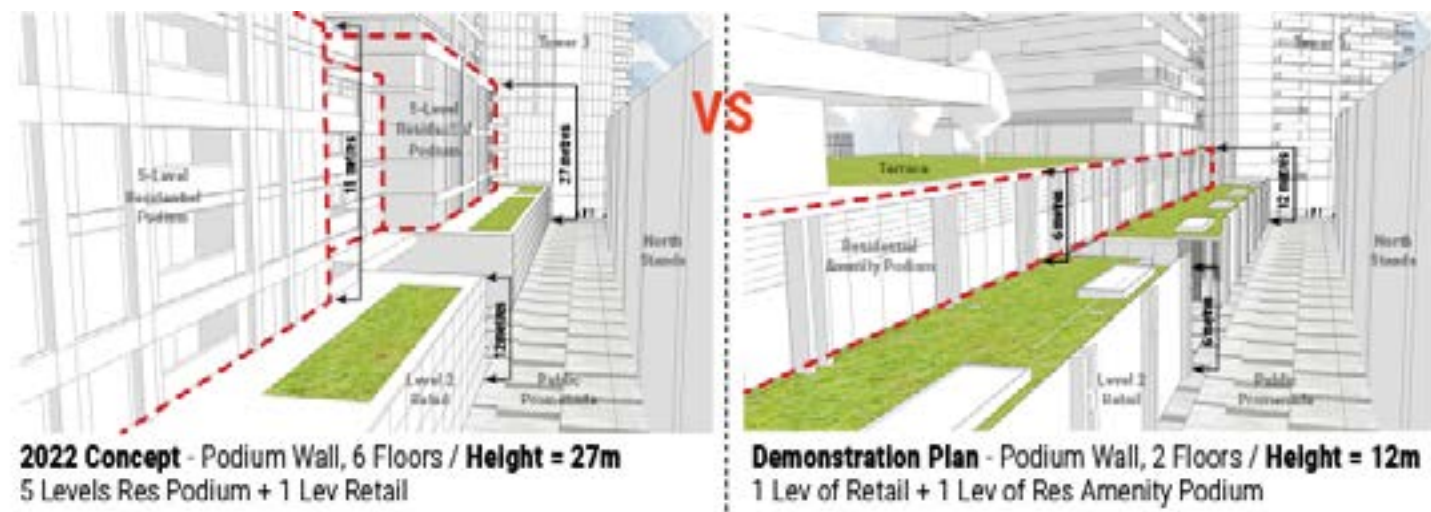 Tower 3
5-Level
Residential
Podium
5-Level
Residential
Podium
15 metres
27 metres
12metres
North
Stands
Level 2
Retail
Public
Promenade
2022 Concept - Podium Wall, 6 Floors / Height = 27m
5 Levels Res Podium + 1 Lev Retail
VS
Terrace
6 metres
12 metres
Residential
Amenity Podium
6 metres
North
Stands
Level 2
Retail
Public
Promenade
Demonstration Plan - Podium Wall, 2 Floors / Height = 12m
1 Lev of Retail + 1 Lev of Res Amenity Podium